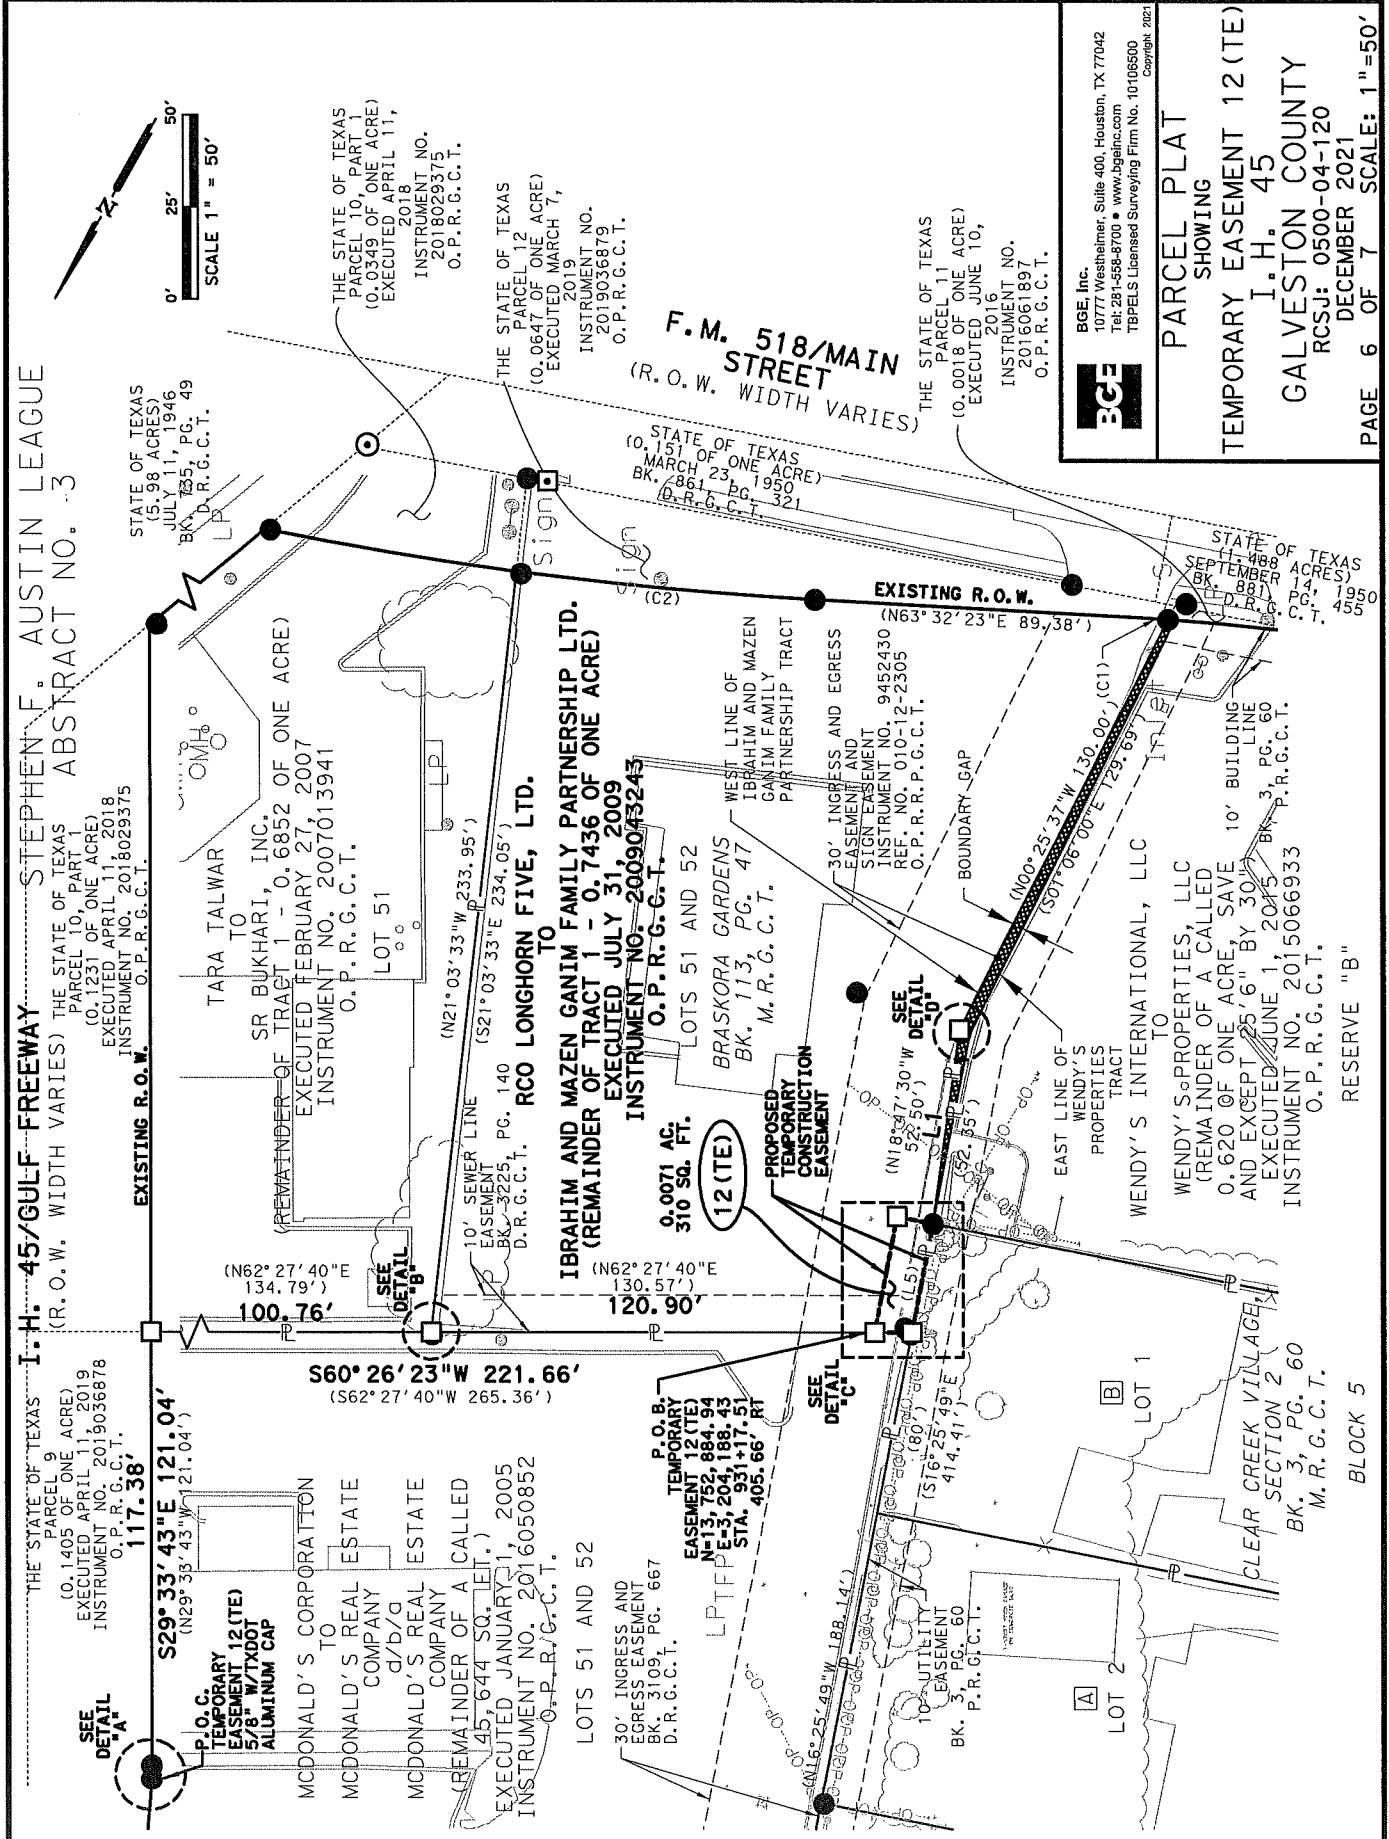 THE STATE OF TEXAS
PARCEL 9
(0.1405 OF ONE ACRE)
EXECUTED APRIL 11, 2019
INSTRUMENT NO. 2019036878
O.P.R.G.C.T.
117.38'
S29°33'43"E 121.04'
(N29°33'43"W 121.04')
SEE
DETAIL
"A"
P.O.C.
TEMPORARY
EASEMENT 12(TE)
5/8" W/TXDOT
ALUMINUM CAP
I.H. 45/GULF FREEWAY
(R.O.W. WIDTH VARIES)
STEPHEN F. AUSTIN LEAGUE
ABSTRACT NO. 3
THE STATE OF TEXAS
PARCEL 10, PART 1
(0.1231 OF ONE ACRE)
EXECUTED APRIL 11, 2018
INSTRUMENT NO. 2018029375
O.P.R.G.C.T.
EXISTING R.O.W.
STATE OF TEXAS
(5.98 ACRES)
JULY 11, 1946
BK. 735, PG. 49
D.R.G.C.T.
LP
OMH
-N-
0' 25' 50'
SCALE 1" = 50'
THE STATE OF TEXAS
PARCEL 10, PART 1
(0.0349 OF ONE ACRE)
EXECUTED APRIL 11,
2018
INSTRUMENT NO.
2018029375
O.P.R.G.C.T.
THE STATE OF TEXAS
PARCEL 12
(0.0647 OF ONE ACRE)
EXECUTED MARCH 7,
2019
INSTRUMENT NO.
2019036879
O.P.R.G.C.T.
F.M. 518/MAIN
STREET
(R.O.W. WIDTH VARIES)
STATE OF TEXAS
(0.151 OF ONE ACRE)
MARCH 23, 1950
BK. 861, PG. 321
D.R.G.C.T.
THE STATE OF TEXAS
PARCEL 11
(0.0018 OF ONE ACRE)
EXECUTED JUNE 10,
2016
INSTRUMENT NO.
2016061897
O.P.R.G.C.T.
STATE OF TEXAS
(1.488 ACRES)
SEPTEMBER 14, 1950
BK. 881, PG. 455
D.R.G.C.T.
TARA TALWAR
TO
SR BUKHARI, INC.
(REMAINDER OF TRACT 1 - 0.6852 OF ONE ACRE)
EXECUTED FEBRUARY 27, 2007
INSTRUMENT NO. 2007013941
O.P.R.G.C.T.
LOT 51
LP
Sign
Sign
(C2)
EXISTING R.O.W.
(N63°32'23"E 89.38')
(N21°03'33"W 233.95')
(S21°03'33"E 234.05')
(N62°27'40"E
134.79')
100.76'
SEE
DETAIL
"B"
S60°26'23"W 221.66'
(S62°27'40"W 265.36')
10' SEWER LINE
EASEMENT
BK. 3225, PG. 140
D.R.G.C.T.
RCO LONGHORN FIVE, LTD.
TO
IBRAHIM AND MAZEN GANIM FAMILY PARTNERSHIP LTD.
(REMAINDER OF TRACT 1 - 0.7436 OF ONE ACRE)
EXECUTED JULY 31, 2009
INSTRUMENT NO. 2009043243
O.P.R.G.C.T.
LOTS 51 AND 52
BRASKORA GARDENS
BK. 113, PG. 47
M.R.G.C.T.
(N62°27'40"E
130.57')
120.90'
0.0071 AC.
310 SQ. FT.
12(TE)
PROPOSED
TEMPORARY
CONSTRUCTION
EASEMENT
WEST LINE OF
IBRAHIM AND MAZEN
GANIM FAMILY
PARTNERSHIP TRACT
30' INGRESS AND EGRESS
EASEMENT AND
SIGN EASEMENT
INSTRUMENT NO. 9452430
REF. NO. 010-12-2305
O.P.R.R.P.G.C.T.
BOUNDARY GAP
(N00°25'37"W 130.00')
(C1)
(S01°06'00"E 129.69')
Inlet
SEE
DETAIL
"D"
(N18°47'30"W
52.50')
L1
(52.35')
(L5)
EAST LINE OF
WENDY'S
PROPERTIES
TRACT
WENDY'S INTERNATIONAL, LLC
TO
WENDY'S PROPERTIES, LLC
(REMAINDER OF A CALLED
0.620 OF ONE ACRE, SAVE
AND EXCEPT 25'6" BY 30')
EXECUTED JUNE 1, 2015
INSTRUMENT NO. 2015066933
O.P.R.G.C.T.
RESERVE "B"
10' BUILDING
LINE
BK. 3, PG. 60
P.R.G.C.T.
MCDONALD'S CORPORATION
TO
MCDONALD'S REAL ESTATE
COMPANY
d/b/a
MCDONALD'S REAL ESTATE
COMPANY
(REMAINDER OF A CALLED
45,644 SQ. FT.)
EXECUTED JANUARY 1, 2005
INSTRUMENT NO. 2016050852
O.P.R.G.C.T.
LOTS 51 AND 52
30' INGRESS AND
EGRESS EASEMENT
BK. 3109, PG. 667
D.R.G.C.T.
P.O.B.
TEMPORARY
EASEMENT 12(TE)
N=13,752,884.94
E=3,204,188.43
STA. 931+17.51
405.66' RT
SEE
DETAIL
"C"
(80')
(S16°25'49"E
414.41')
(N16°25'49"W 188.14')
10' UTILITY
EASEMENT
BK. 3, PG. 60
P.R.G.C.T.
A
LOT 2
B
LOT 1
CLEAR CREEK VILLAGE,
SECTION 2
BK. 3, PG. 60
M.R.G.C.T.
BLOCK 5
BGE
BGE, Inc.
10777 Westheimer, Suite 400, Houston, TX 77042
Tel: 281-558-8700 ● www.bgeinc.com
TBPELS Licensed Surveying Firm No. 10106500
Copyright 2021
PARCEL PLAT
SHOWING
TEMPORARY EASEMENT 12(TE)
I.H. 45
GALVESTON COUNTY
RCSJ: 0500-04-120
DECEMBER 2021
PAGE 6 OF 7 SCALE: 1"=50'